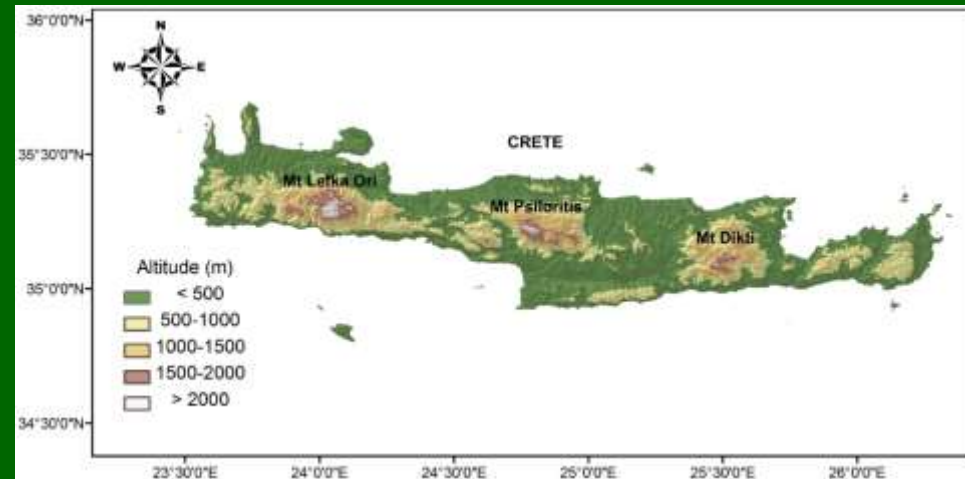 36°0'0"N
N
W E
S
CRETE
35°30'0"N
Mt Lefka Ori
Mt Psiloritis
Mt Dikti
Altitude (m)
35°0'0"N
< 500
500-1000
1000-1500
1500-2000
> 2000
34°30'0"N
23°30'0"E 24°0'0"E 24°30'0"E 25°0'0"E 25°30'0"E 26°0'0"E